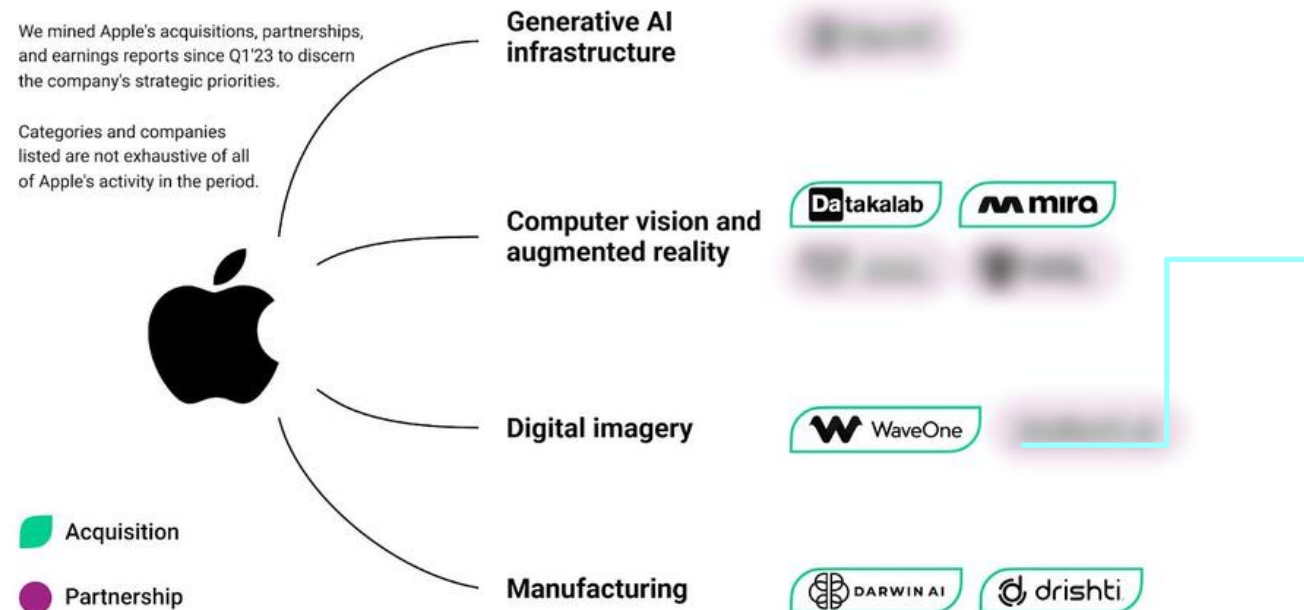 We mined Apple's acquisitions, partnerships,
and earnings reports since Q1'23 to discern
the company's strategic priorities.
Categories and companies
listed are not exhaustive of all
of Apple's activity in the period.
Generative AI
infrastructure
Computer vision and
augmented reality
Datakalab
mira
Digital imagery
WaveOne
Manufacturing
DARWIN AI
drishti
Acquisition
Partnership